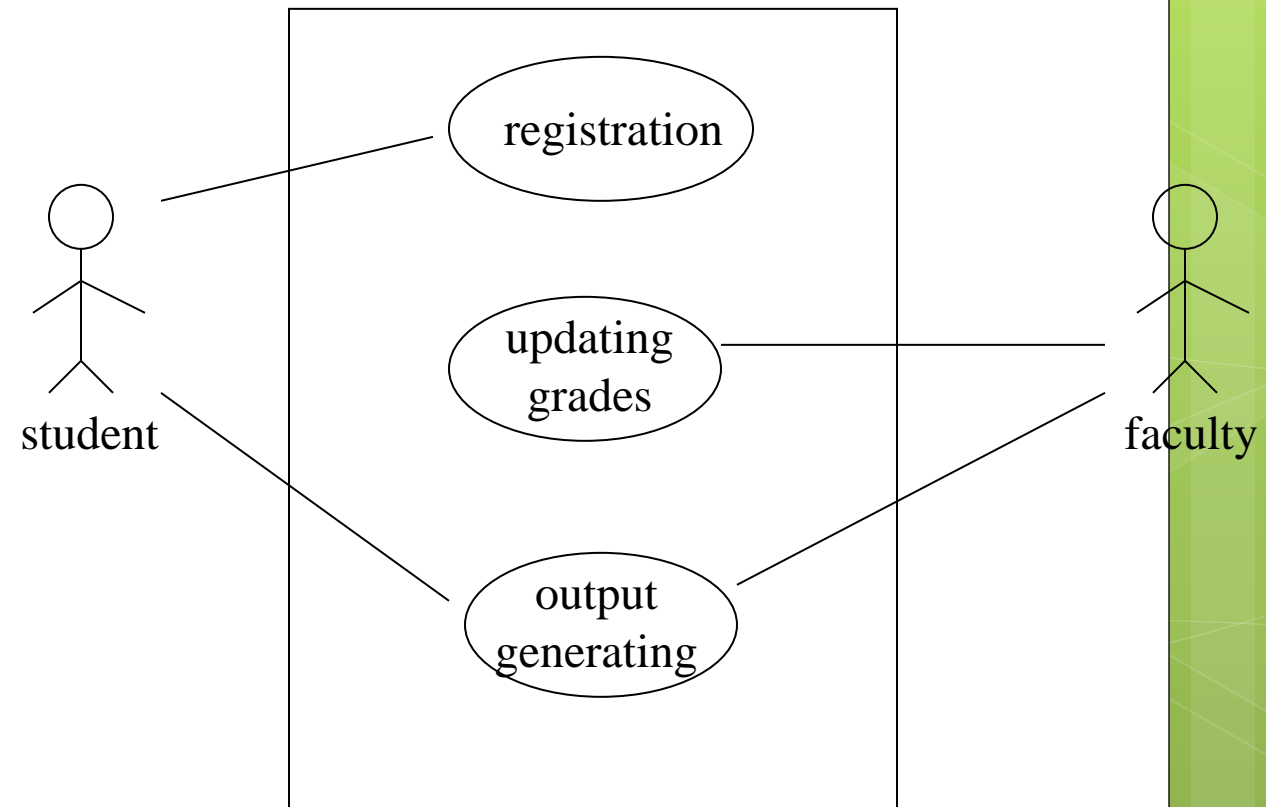 registration
updating
grades
student
faculty
output
generating